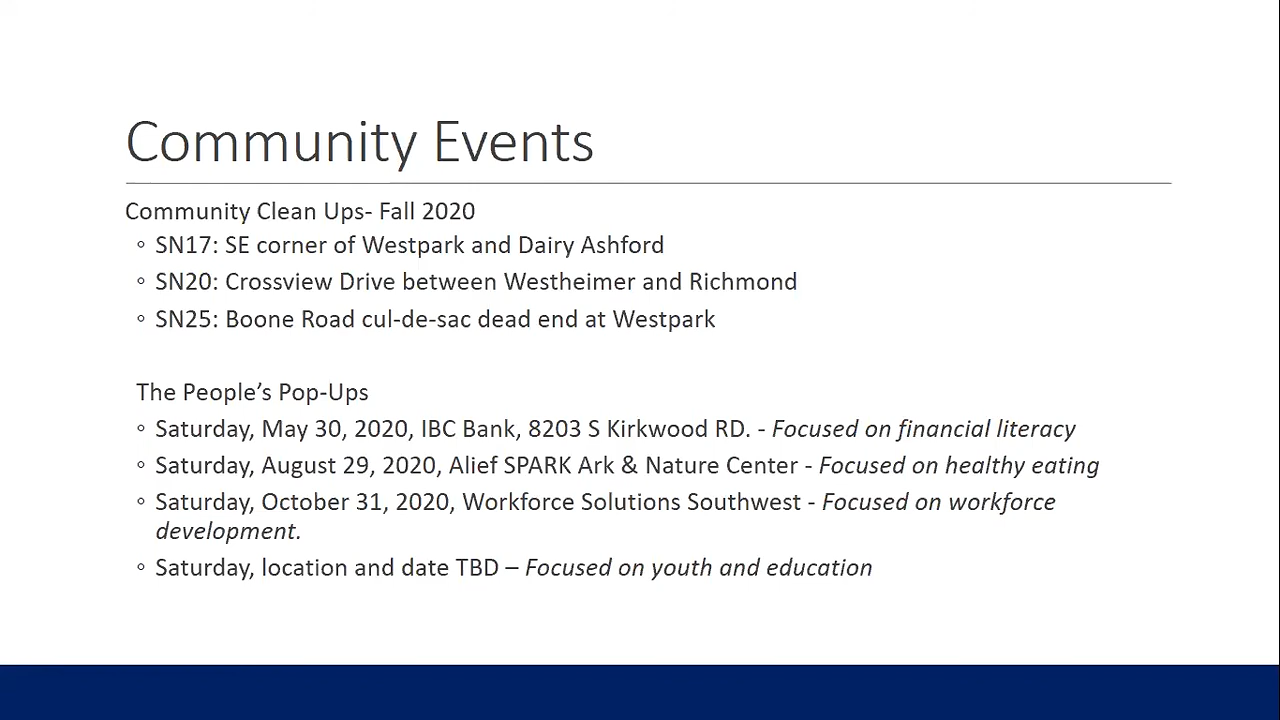 Community Events
Community Clean Ups- Fall 2020
◦ SN17: SE corner of Westpark and Dairy Ashford
◦ SN20: Crossview Drive between Westheimer and Richmond
◦ SN25: Boone Road cul-de-sac dead end at Westpark
The People’s Pop-Ups
◦ Saturday, May 30, 2020, IBC Bank, 8203 S Kirkwood RD. - Focused on financial literacy
◦ Saturday, August 29, 2020, Alief SPARK Ark & Nature Center - Focused on healthy eating
◦ Saturday, October 31, 2020, Workforce Solutions Southwest - Focused on workforce
development.
◦ Saturday, location and date TBD – Focused on youth and education